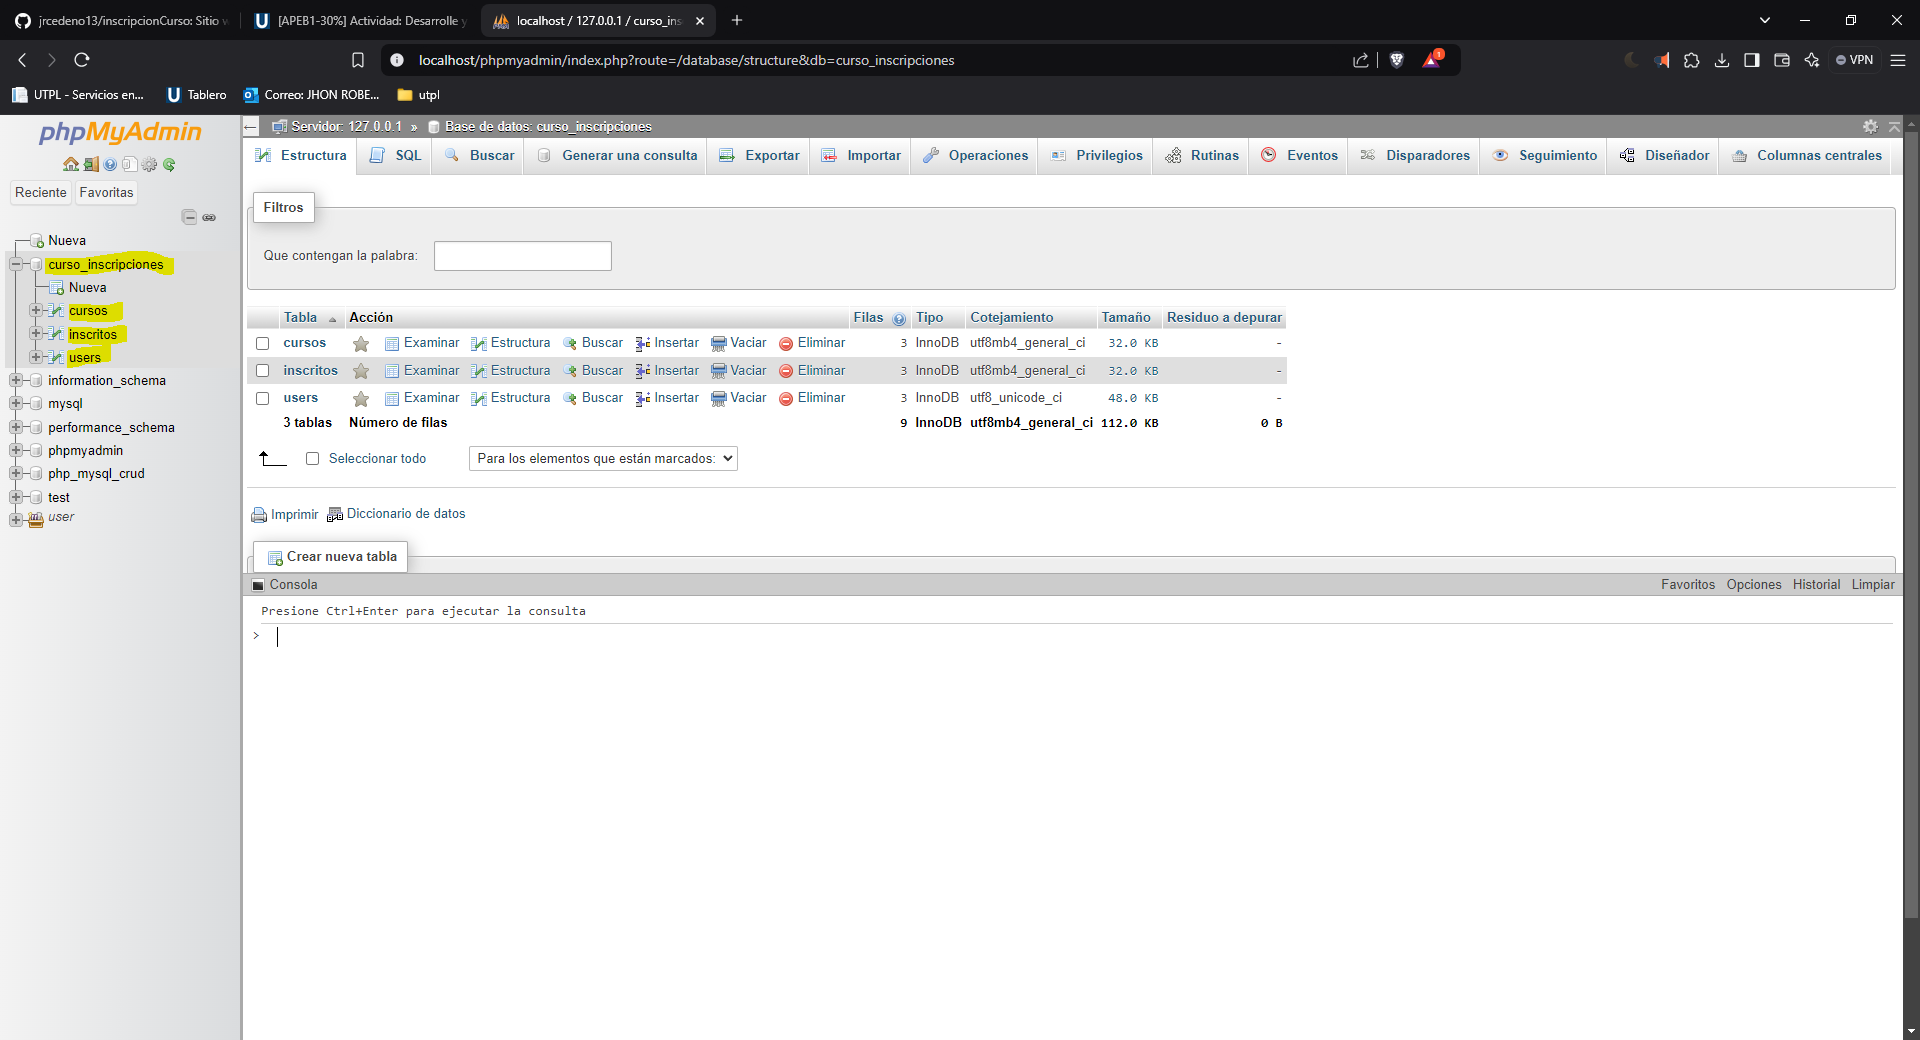 jrcedeno13/inscripcionCurso: Sitio
[APEB1-30%] Actividad: Desarrolle y
localhost / 127.0.0.1 / curso_ins
localhost/phpmyadmin/index.php?route=/database/structure&db=curso_inscripciones
1
VPN
UTPL - Servicios en...
Tablero
Correo: JHON ROBE...
utpl
phpMyAdmin
Reciente Favoritas
Nueva
curso_inscripciones
Nueva
cursos
inscritos
users
information_schema
mysql
performance_schema
phpmyadmin
php_mysql_crud
test
user
Servidor: 127.0.0.1 » Base de datos: curso_inscripciones
Estructura SQL Buscar Generar una consulta Exportar Importar Operaciones Privilegios Rutinas Eventos Disparadores Seguimiento Diseñador Columnas centrales
Filtros
Que contengan la palabra:
Tabla Acción Filas Tipo Cotejamiento Tamaño Residuo a depurar
cursos Examinar Estructura Buscar Insertar Vaciar Eliminar 3 InnoDB utf8mb4_general_ci 32.0 KB -
inscritos Examinar Estructura Buscar Insertar Vaciar Eliminar 3 InnoDB utf8mb4_general_ci 32.0 KB -
users Examinar Estructura Buscar Insertar Vaciar Eliminar 3 InnoDB utf8_unicode_ci 48.0 KB -
3 tablas Número de filas 9 InnoDB utf8mb4_general_ci 112.0 KB 0 B
Seleccionar todo Para los elementos que están marcados:
Imprimir Diccionario de datos
Crear nueva tabla
Consola Favoritos Opciones Historial Limpiar
Presione Ctrl+Enter para ejecutar la consulta
>